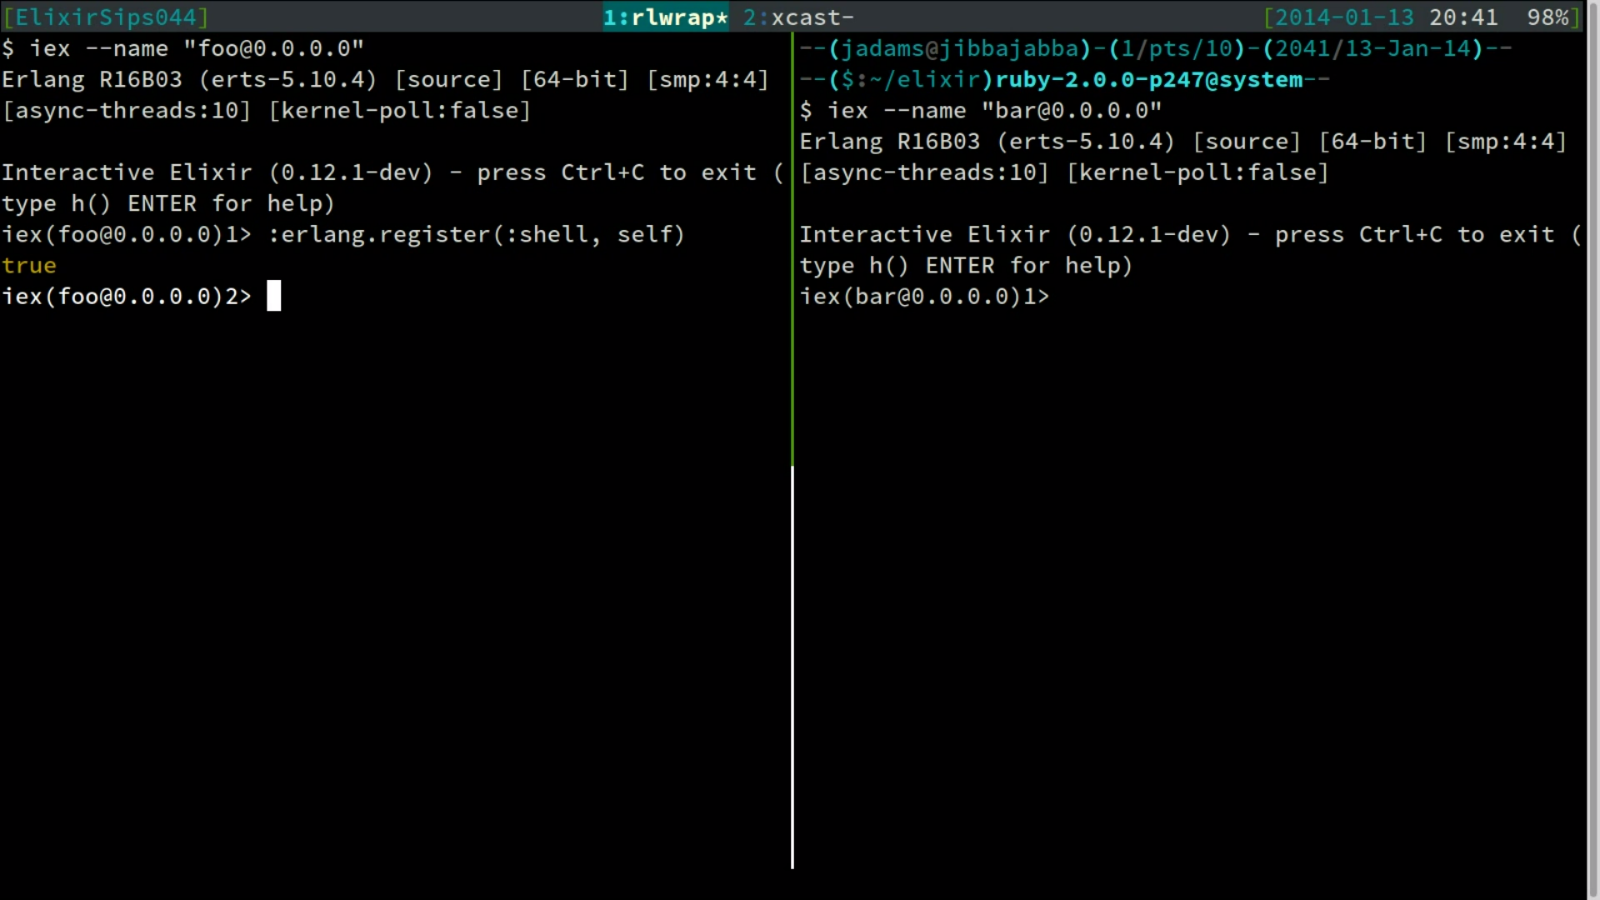 [ElixirSips044] 1:rlwrap* 2:xcast- [2014-01-13 20:41 98%]
$ iex --name "foo@0.0.0.0"
Erlang R16B03 (erts-5.10.4) [source] [64-bit] [smp:4:4]
[async-threads:10] [kernel-poll:false]
Interactive Elixir (0.12.1-dev) - press Ctrl+C to exit (
type h() ENTER for help)
iex(foo@0.0.0.0)1> :erlang.register(:shell, self)
true
iex(foo@0.0.0.0)2>
--(jadams@jibbajabba)-(1/pts/10)-(2041/13-Jan-14)--
--($:~/elixir)ruby-2.0.0-p247@system--
$ iex --name "bar@0.0.0.0"
Erlang R16B03 (erts-5.10.4) [source] [64-bit] [smp:4:4]
[async-threads:10] [kernel-poll:false]
Interactive Elixir (0.12.1-dev) - press Ctrl+C to exit (
type h() ENTER for help)
iex(bar@0.0.0.0)1>